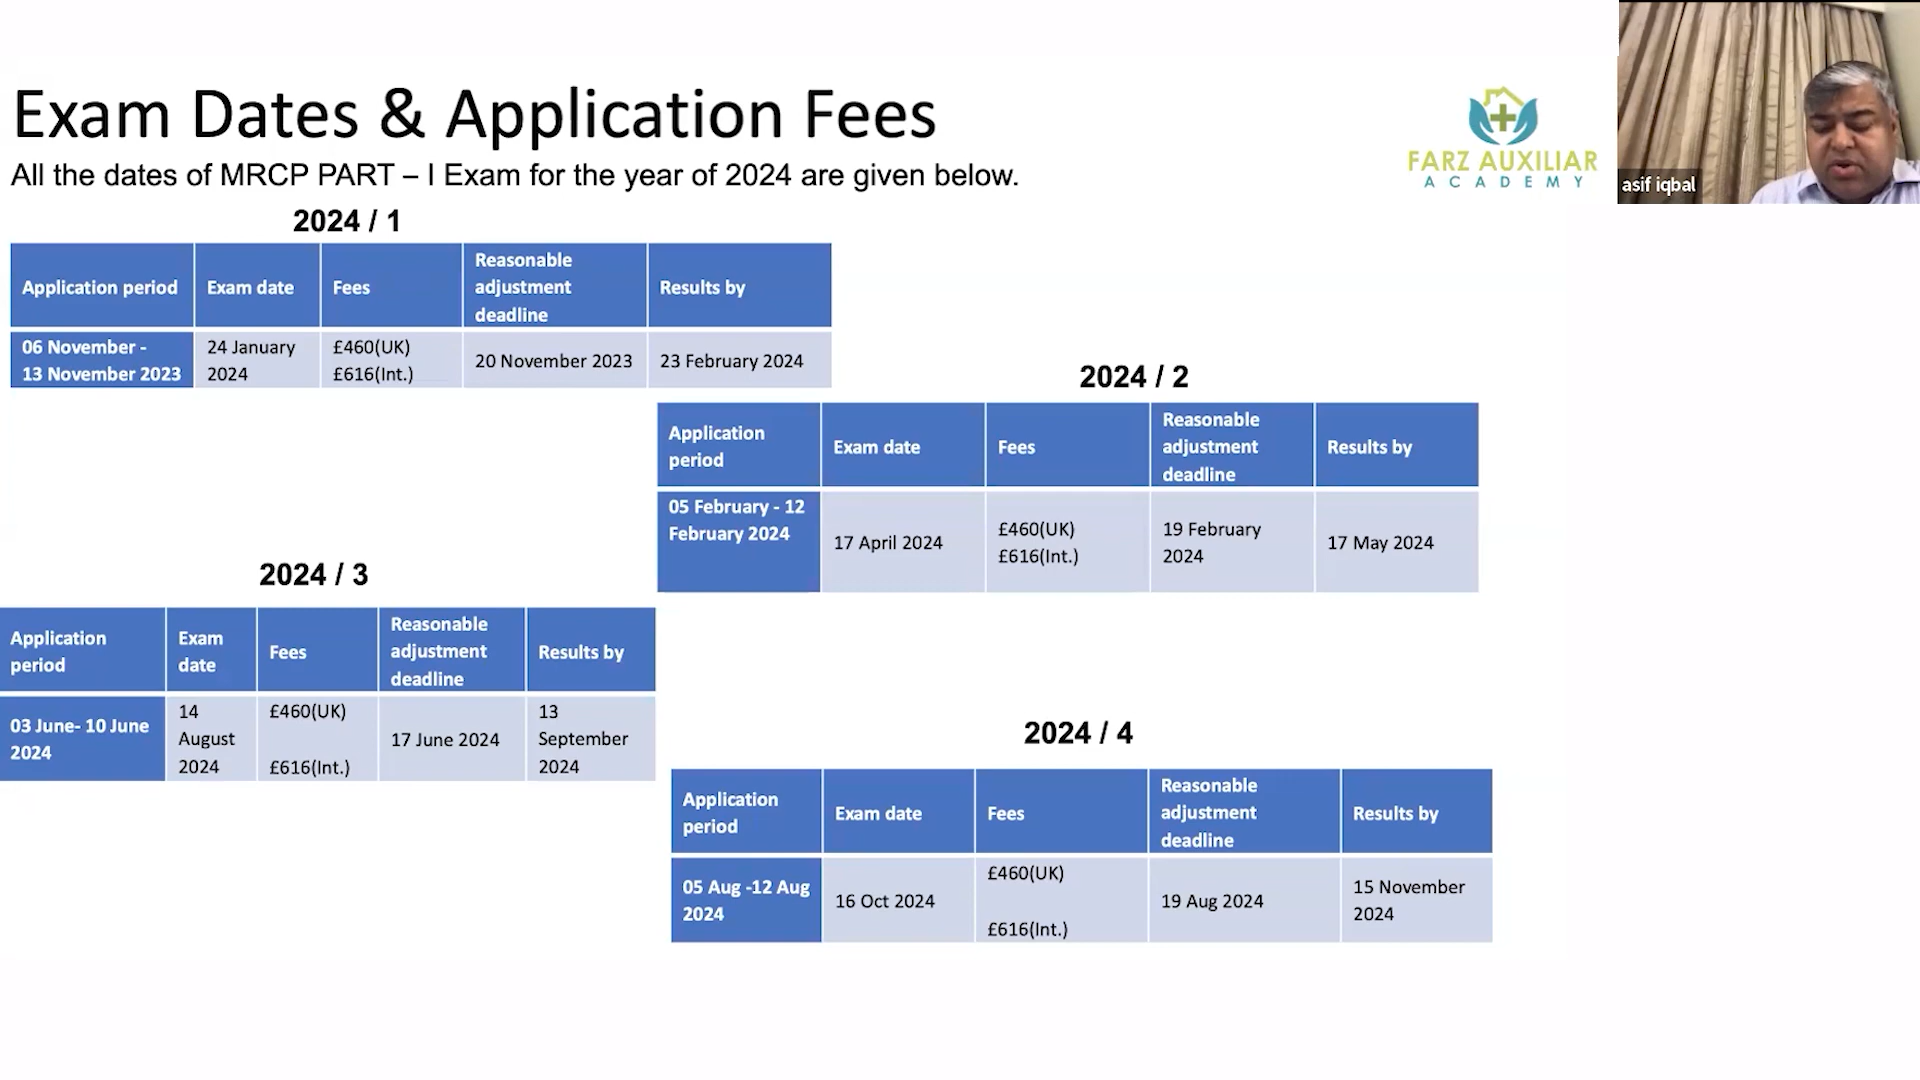 Exam Dates & Application Fees
All the dates of MRCP PART – I Exam for the year of 2024 are given below.
FARZ AUXILIAR
ACADEMY
asif iqbal
2024 / 1
Application period
Exam date
Fees
Reasonable
adjustment
deadline
Results by
06 November -
13 November 2023
24 January
2024
£460(UK)
£616(Int.)
20 November 2023
23 February 2024
2024 / 2
Application
period
Exam date
Fees
Reasonable
adjustment
deadline
Results by
05 February - 12
February 2024
17 April 2024
£460(UK)
£616(Int.)
19 February
2024
17 May 2024
2024 / 3
Application
period
Exam
date
Fees
Reasonable
adjustment
deadline
Results by
03 June- 10 June
2024
14
August
2024
£460(UK)
£616(Int.)
17 June 2024
13
September
2024
2024 / 4
Application
period
Exam date
Fees
Reasonable
adjustment
deadline
Results by
05 Aug -12 Aug
2024
16 Oct 2024
£460(UK)
£616(Int.)
19 Aug 2024
15 November
2024